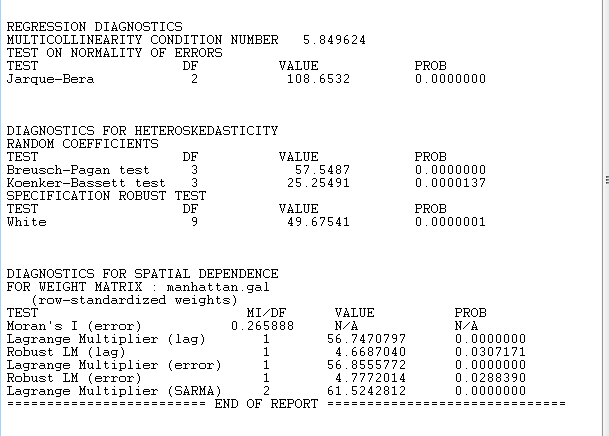 REGRESSION DIAGNOSTICS
MULTICOLLINEARITY CONDITION NUMBER 5.849624
TEST ON NORMALITY OF ERRORS
TEST DF VALUE PROB
Jarque-Bera 2 108.6532 0.0000000
DIAGNOSTICS FOR HETEROSKEDASTICITY
RANDOM COEFFICIENTS
TEST DF VALUE PROB
Breusch-Pagan test 3 57.5487 0.0000000
Koenker-Bassett test 3 25.25491 0.0000137
SPECIFICATION ROBUST TEST
TEST DF VALUE PROB
White 9 49.67541 0.0000001
DIAGNOSTICS FOR SPATIAL DEPENDENCE
FOR WEIGHT MATRIX : manhattan.gal
(row-standardized weights)
TEST MI/DF VALUE PROB
Moran's I (error) 0.265888 N/A N/A
Lagrange Multiplier (lag) 1 56.7470797 0.0000000
Robust LM (lag) 1 4.6687040 0.0307171
Lagrange Multiplier (error) 1 56.8555772 0.0000000
Robust LM (error) 1 4.7772014 0.0288390
Lagrange Multiplier (SARMA) 2 61.5242812 0.0000000
========================= END OF REPORT ==============================